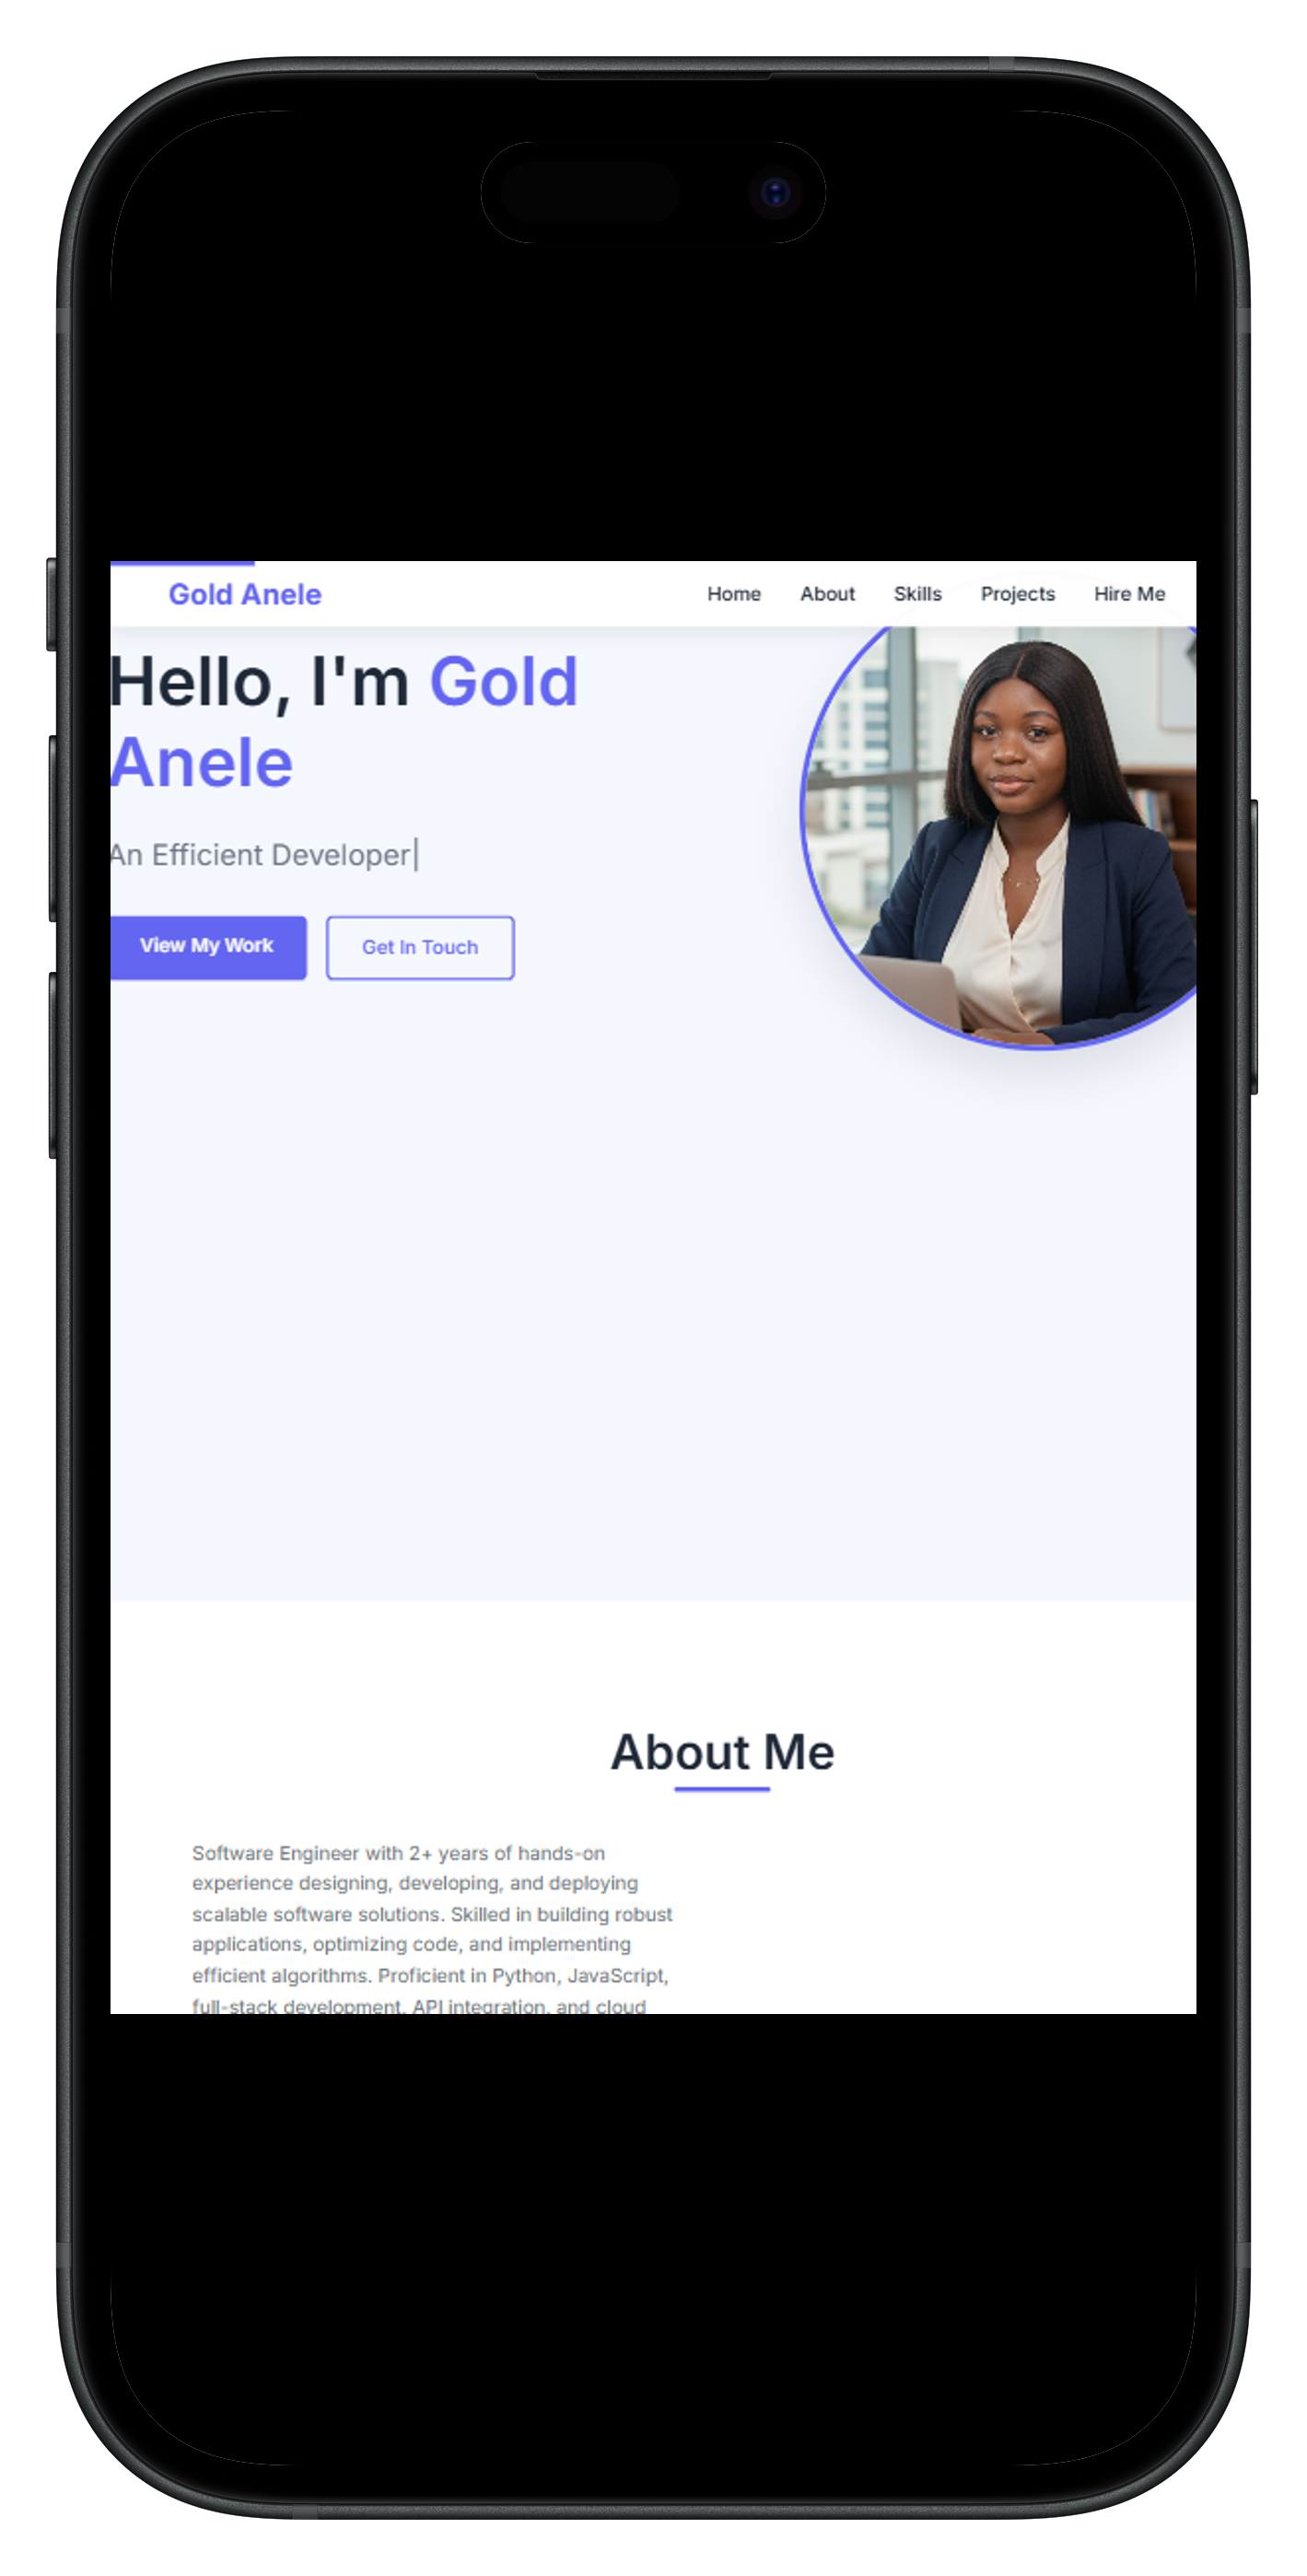 Gold Anele
Home About Skills Projects Hire Me
Hello, I'm Gold
Anele
An Efficient Developer|
View My Work
Get In Touch
About Me
Software Engineer with 2+ years of hands-on
experience designing, developing, and deploying
scalable software solutions. Skilled in building robust
applications, optimizing code, and implementing
efficient algorithms. Proficient in Python, JavaScript,
full-stack development, API integration, and cloud